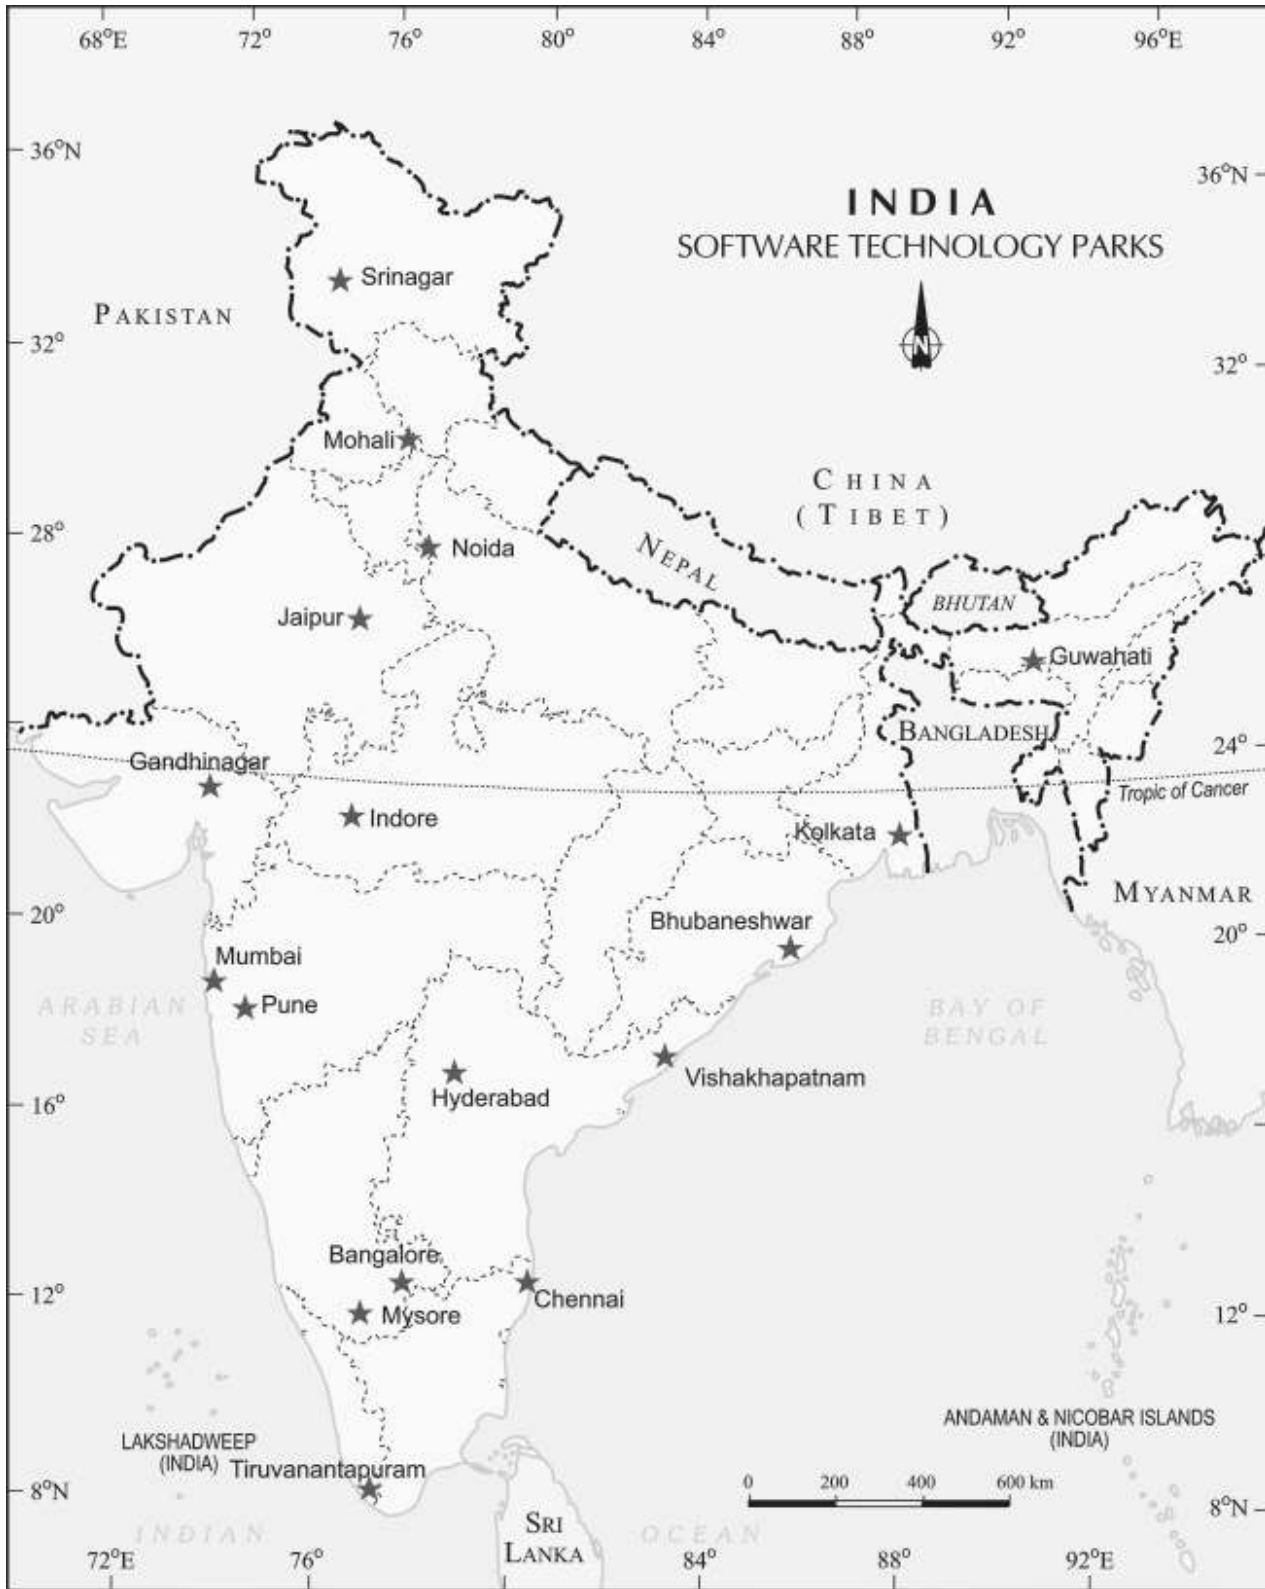 68°E
72°
76°
80°
84°
88°
92°
96°E
36°N
36°N
INDIA
SOFTWARE TECHNOLOGY PARKS
Srinagar
PAKISTAN
N
32°
32°
Mohali
CHINA
(TIBET)
28°
Noida
NEPAL
BHUTAN
Jaipur
Guwahati
BANGLADESH
24°
Gandhinagar
Tropic of Cancer
Indore
Kolkata
MYANMAR
20°
Bhubaneshwar
20°
Mumbai
ARABIAN
SEA
Pune
BAY OF
BENGAL
Vishakhapatnam
Hyderabad
16°
Bangalore
12°
Chennai
Mysore
12°
LAKSHADWEEP
(INDIA)
ANDAMAN & NICOBAR ISLANDS
(INDIA)
Tiruvanantapuram
8°N
0 200 400 600 km
8°N
INDIAN
OCEAN
SRI
LANKA
72°E
76°
84°
88°
92°E